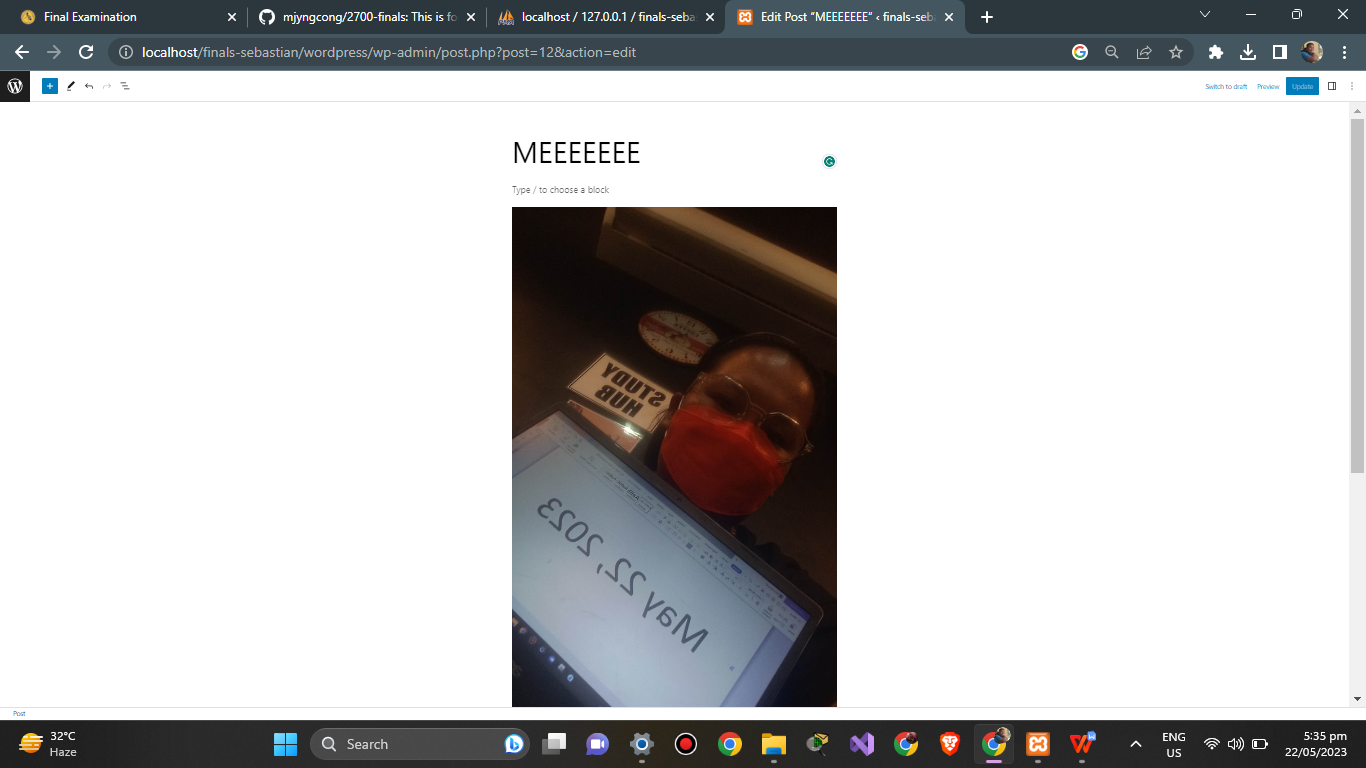 Final Examination
mjyngcong/2700-finals: This is fo
localhost / 127.0.0.1 / finals-seba
Edit Post “MEEEEEEE” ‹ finals-seba
localhost/finals-sebastian/wordpress/wp-admin/post.php?post=12&action=edit
Switch to draft Preview Update
MEEEEEEE
Type / to choose a block
STUDY
HUB
May 22, 2023
Post
32°C
Haze
Search
ENG
US
5:35 pm
22/05/2023